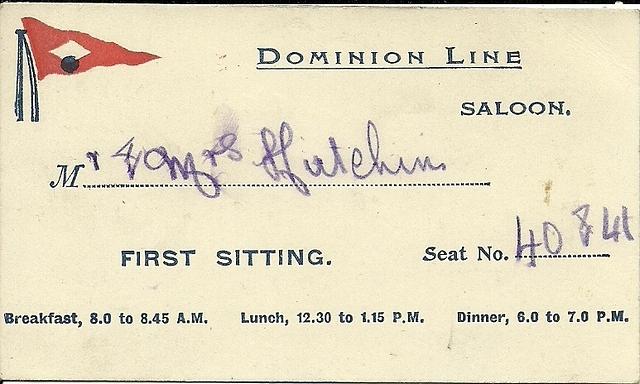 DOMINION LINE
SALOON.
Mr & Mrs Hutchin
FIRST SITTING. Seat No. 40 & 41
Breakfast, 8.0 to 8.45 A.M. Lunch, 12.30 to 1.15 P.M. Dinner, 6.0 to 7.0 P.M.